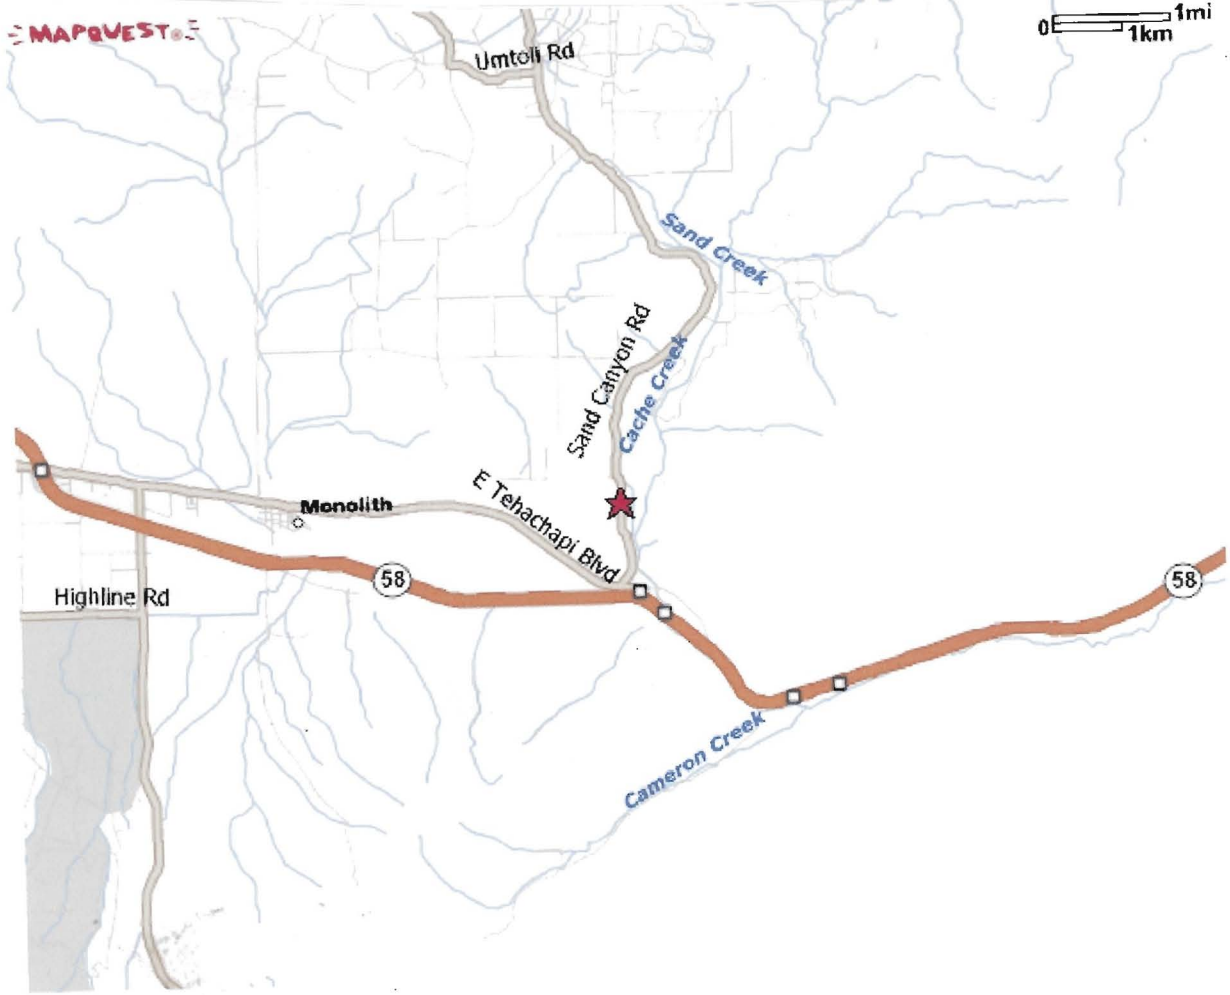 MAPQUEST
0
1mi
1km
Umtoli Rd
Sand Creek
Sand Canyon Rd
Cache Creek
Monolith
E Tehachapi Blvd
58
58
Highline Rd
Cameron Creek